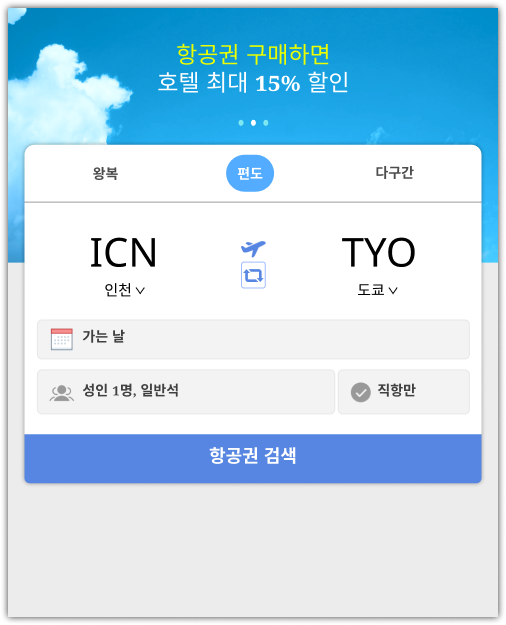 항공권 구매하면
호텔 최대 15% 할인
왕복 편도 다구간
ICN TYO
인천 도쿄
가는 날
성인 1명, 일반석 직항만
항공권 검색